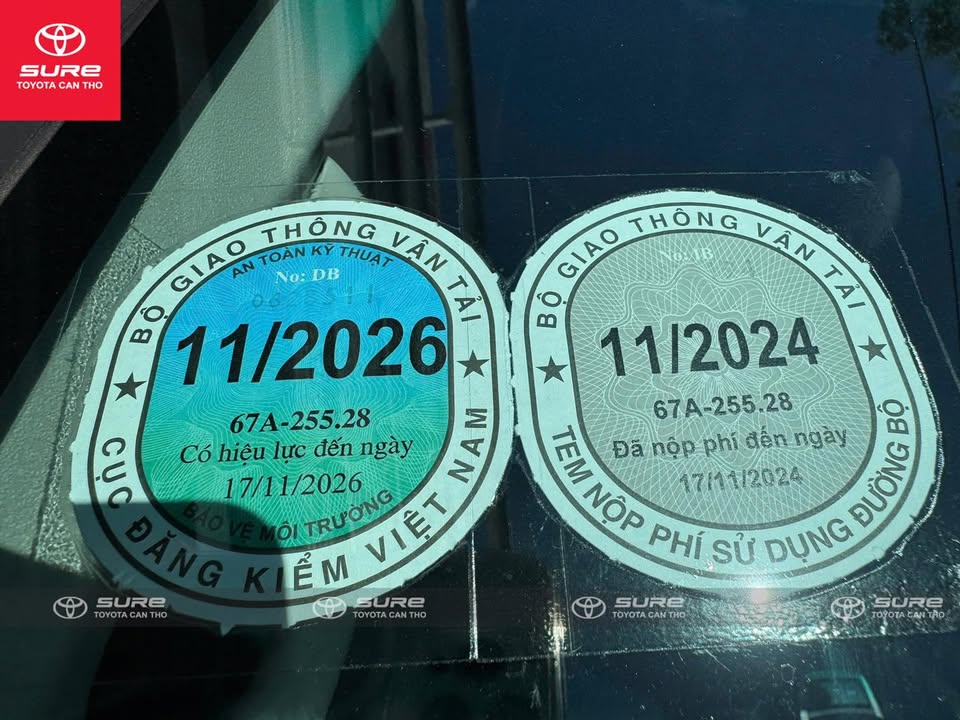 SURE
TOYOTA CAN THO
BỘ GIAO THÔNG VẬN TẢI
AN TOÀN KỸ THUẬT
No: DB
11/2026
67A-255.28
Có hiệu lực đến ngày
17/11/2026
BẢO VỆ MÔI TRƯỜNG
CỤC ĐĂNG KIỂM VIỆT NAM
BỘ GIAO THÔNG VẬN TẢI
No:
11/2024
67A-255.28
Đã nộp phí đến ngày
17/11/2024
TEM NỘP PHÍ SỬ DỤNG ĐƯỜNG BỘ
SURE
TOYOTA CAN THO
SURE
TOYOTA CAN THO
SURE
TOYOTA CAN THO
SURE
TOYOTA CAN THO